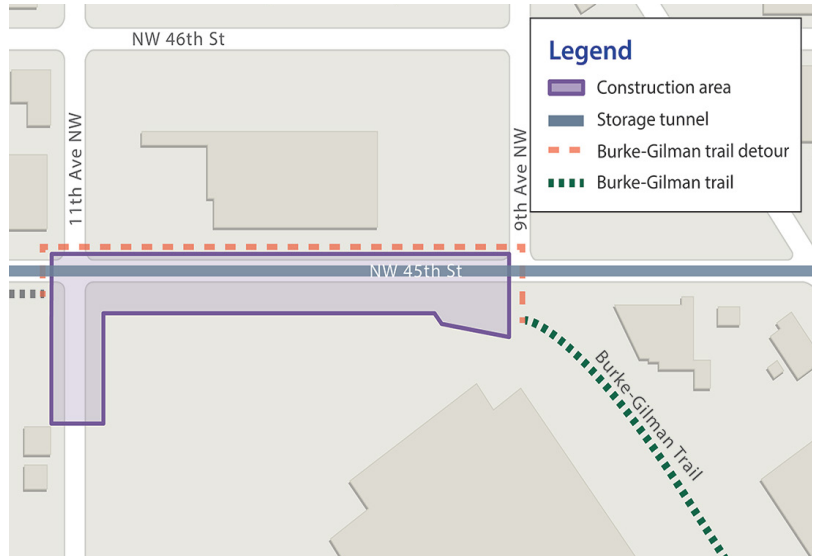 NW 46th St
Legend
Construction area
Storage tunnel
Burke-Gilman trail detour
Burke-Gilman trail
11th Ave NW
9th Ave NW
NW 45th St
Burke-Gilman Trail